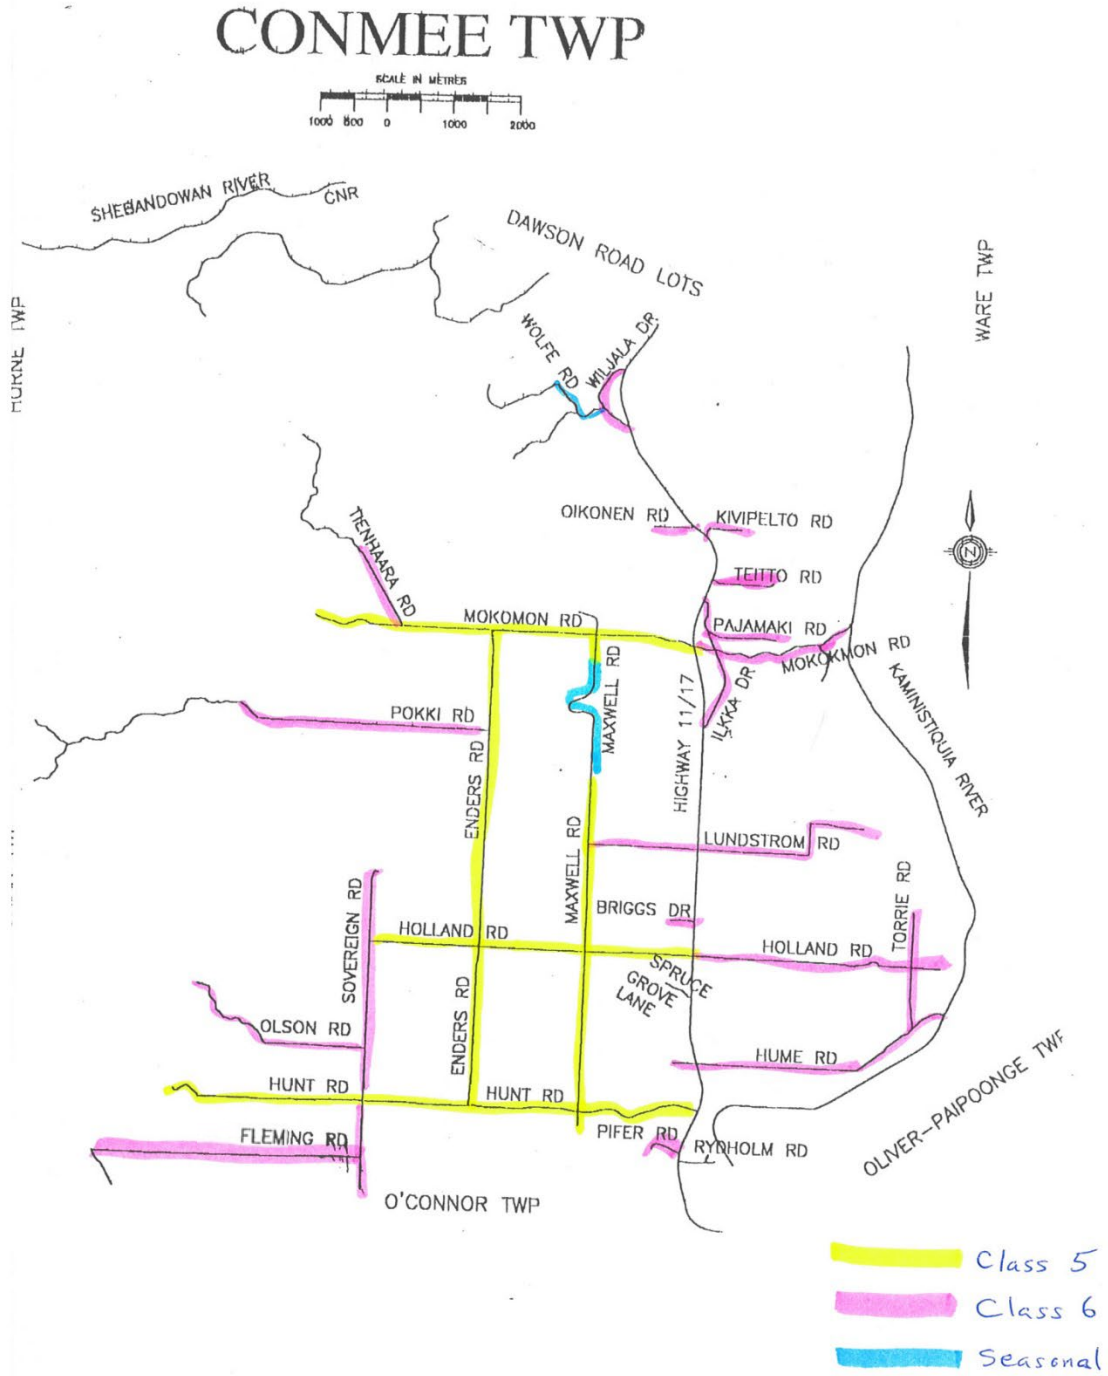 CONMEE TWP
SCALE IN METRES
1000 500 0 1000 2000
SHEBANDOWAN RIVER
CNR
DAWSON ROAD LOTS
WARE TWP
HORNE TWP
WOLFE RD
WILJALA DR.
OIKONEN RD
KIVIPELTO RD
TIENHAARA RD
N
TEITTO RD
MOKOMON RD
PAJAMAKI RD
MOKOKMON RD
MAXWELL RD
ILKKA DR
HIGHWAY 11/17
KAMINISTIQUIA RIVER
POKKI RD
ENDERS RD
MAXWELL RD
LUNDSTROM RD
BRIGGS DR
TORRIE RD
SOVEREIGN RD
HOLLAND RD
HOLLAND RD
SPRUCE
GROVE
LANE
ENDERS RD
OLSON RD
HUME RD
HUNT RD
HUNT RD
OLIVER-PAIPOONGE TWP
FLEMING RD
PIFER RD
RYDHOLM RD
O'CONNOR TWP
Class 5
Class 6
Seasonal